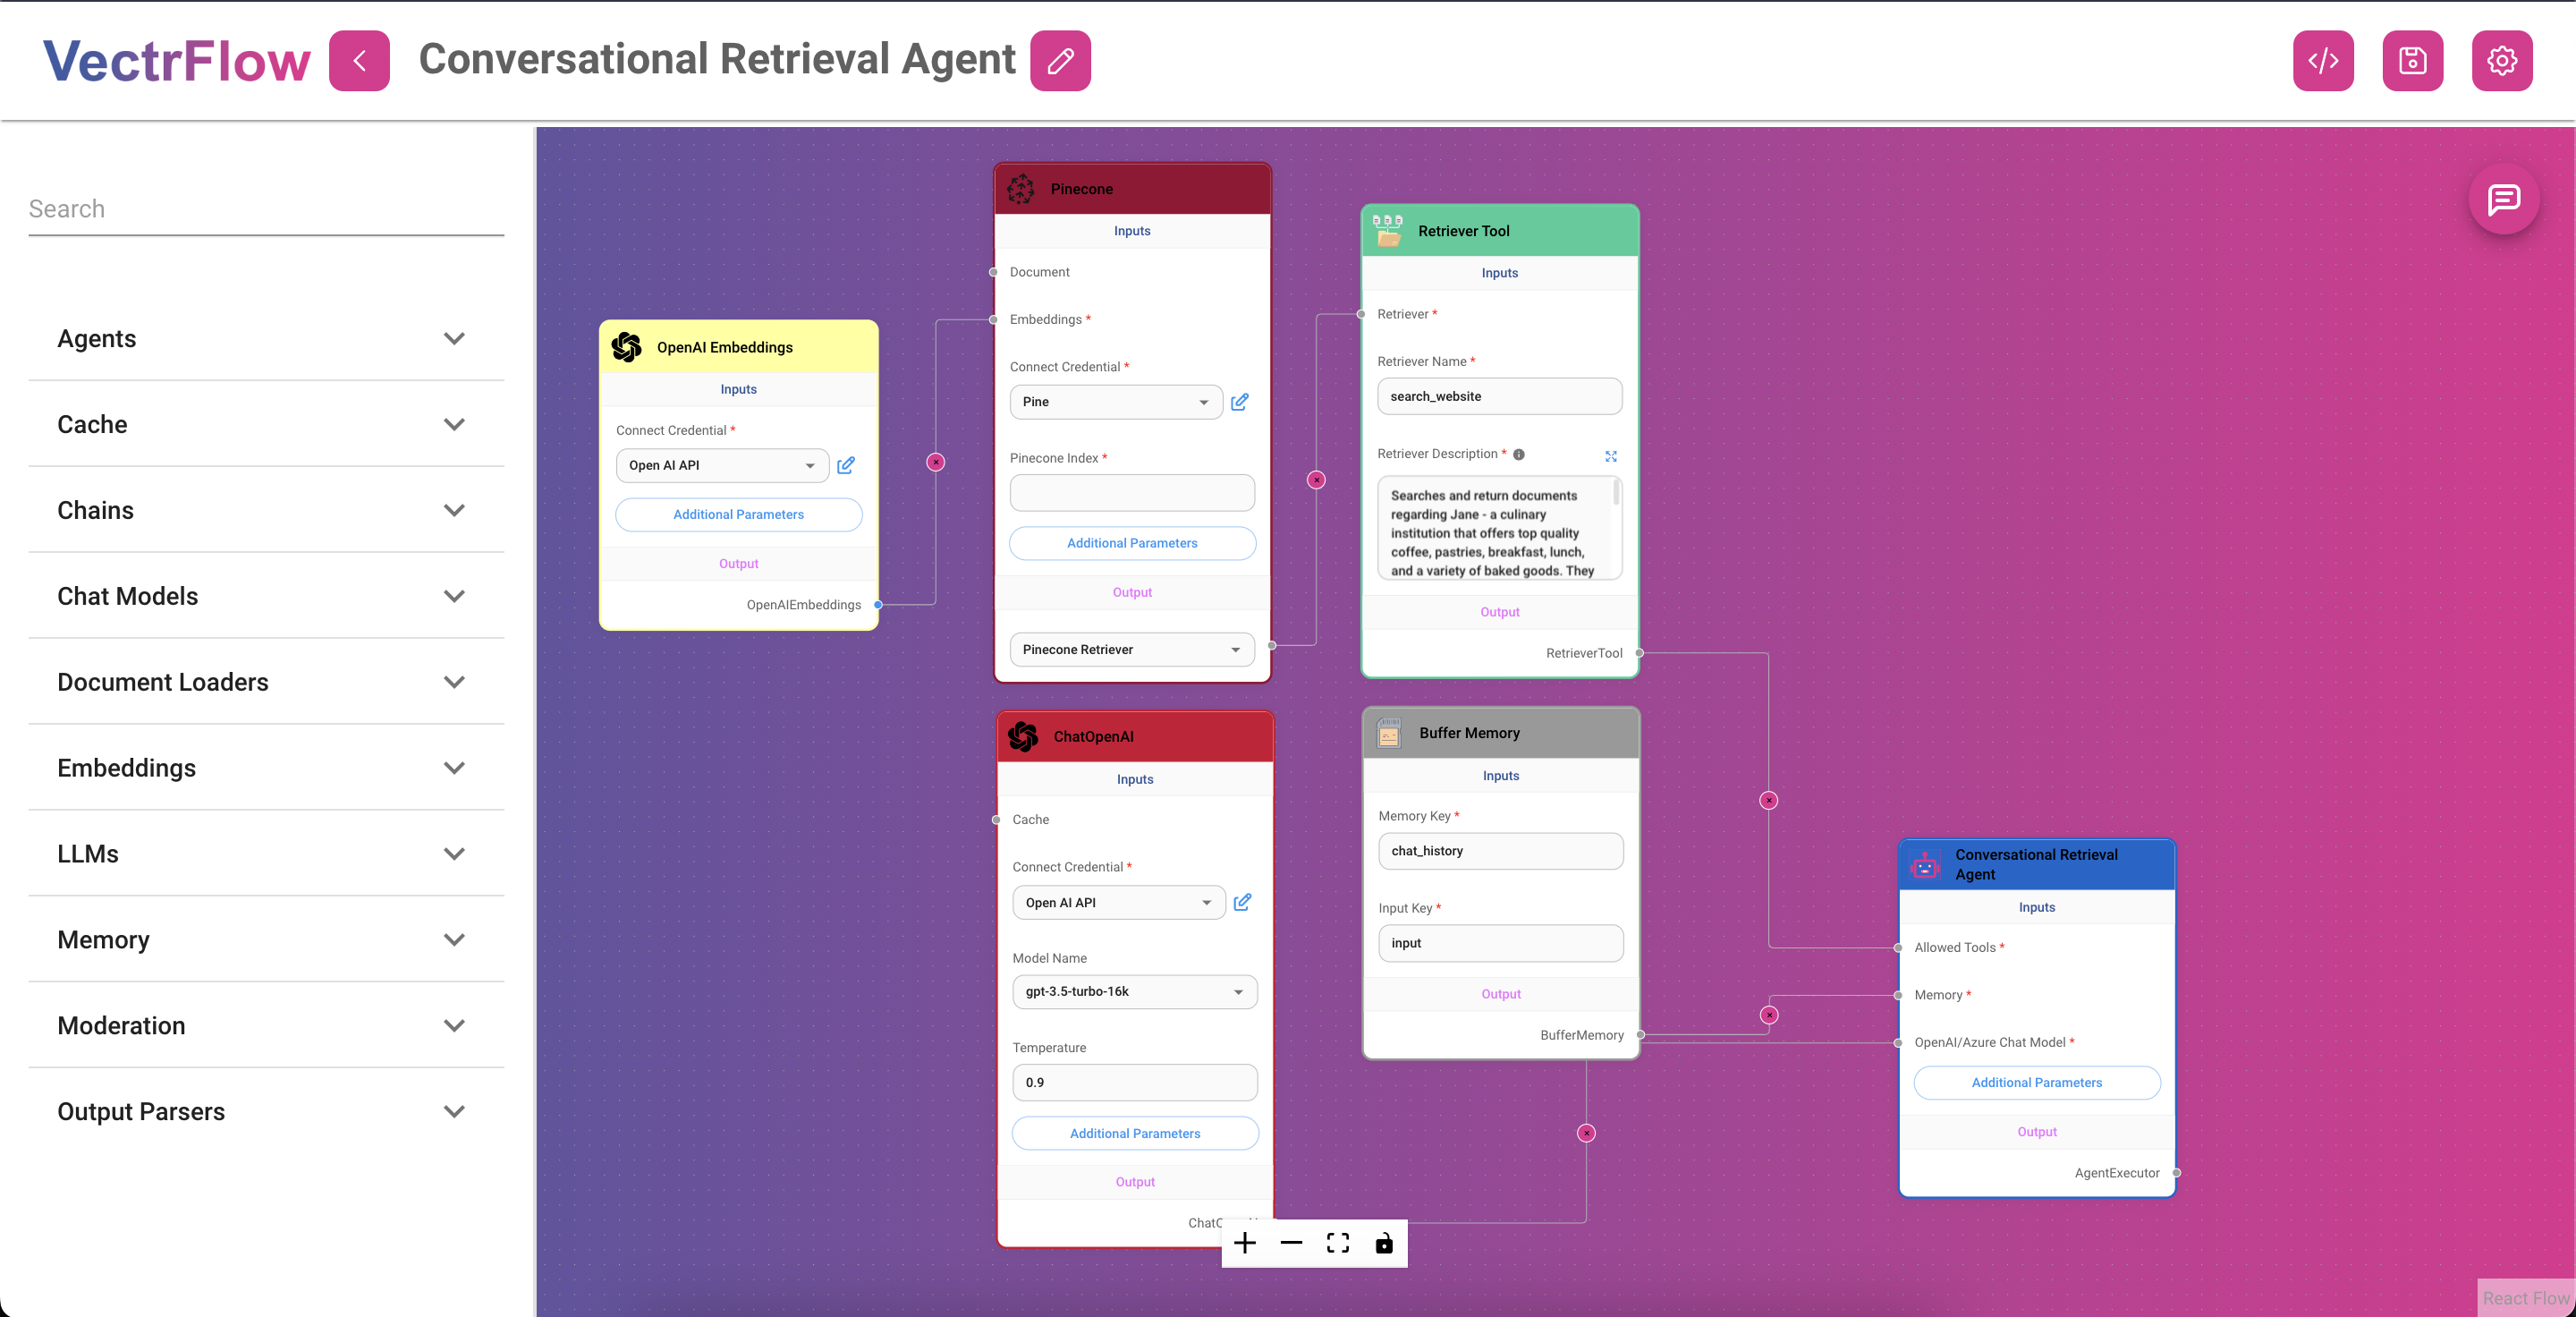 VectrFlow
Conversational Retrieval Agent
Search
Agents
Cache
Chains
Chat Models
Document Loaders
Embeddings
LLMs
Memory
Moderation
Output Parsers
OpenAI Embeddings
Inputs
Connect Credential *
Open AI API
Additional Parameters
Output
OpenAIEmbeddings
Pinecone
Inputs
Document
Embeddings *
Connect Credential *
Pine
Pinecone Index *
Additional Parameters
Output
Pinecone Retriever
ChatOpenAI
Inputs
Cache
Connect Credential *
Open AI API
Model Name
gpt-3.5-turbo-16k
Temperature
0.9
Additional Parameters
Output
Retriever Tool
Inputs
Retriever *
Retriever Name *
search_website
Retriever Description *
Searches and return documents
regarding Jane - a culinary
institution that offers top quality
coffee, pastries, breakfast, lunch,
and a variety of baked goods. They
Output
RetrieverTool
Buffer Memory
Inputs
Memory Key *
chat_history
Input Key *
input
Output
BufferMemory
Conversational Retrieval
Agent
Inputs
Allowed Tools *
Memory *
OpenAI/Azure Chat Model *
Additional Parameters
Output
AgentExecutor
React Flow